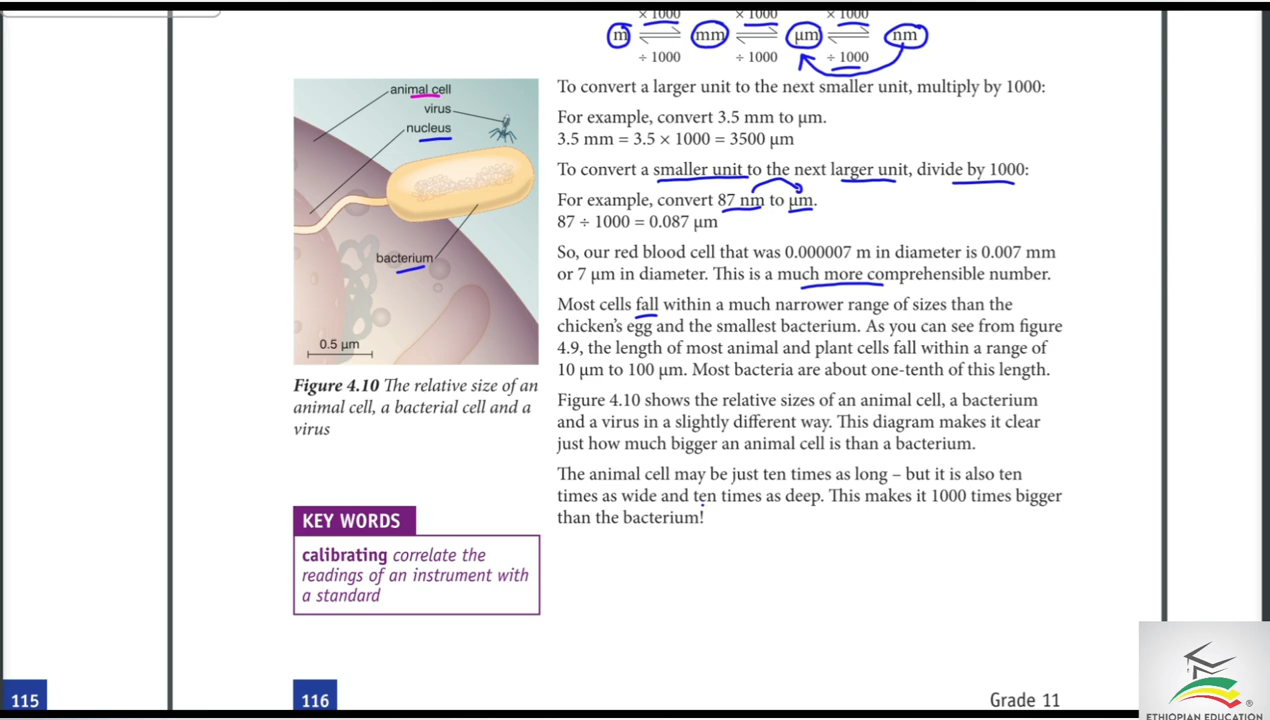 × 1000 × 1000 × 1000
m mm µm nm
÷ 1000 ÷ 1000 ÷ 1000
animal cell
virus
nucleus
bacterium
0.5 µm
Figure 4.10 The relative size of an
animal cell, a bacterial cell and a
virus
KEY WORDS
calibrating correlate the
readings of an instrument with
a standard
To convert a larger unit to the next smaller unit, multiply by 1000:
For example, convert 3.5 mm to µm.
3.5 mm = 3.5 × 1000 = 3500 µm
To convert a smaller unit to the next larger unit, divide by 1000:
For example, convert 87 nm to µm.
87 ÷ 1000 = 0.087 µm
So, our red blood cell that was 0.000007 m in diameter is 0.007 mm
or 7 µm in diameter. This is a much more comprehensible number.
Most cells fall within a much narrower range of sizes than the
chicken’s egg and the smallest bacterium. As you can see from figure
4.9, the length of most animal and plant cells fall within a range of
10 µm to 100 µm. Most bacteria are about one-tenth of this length.
Figure 4.10 shows the relative sizes of an animal cell, a bacterium
and a virus in a slightly different way. This diagram makes it clear
just how much bigger an animal cell is than a bacterium.
The animal cell may be just ten times as long – but it is also ten
times as wide and ten times as deep. This makes it 1000 times bigger
than the bacterium!
115
116
Grade 11
®
ETHIOPIAN EDUCATION